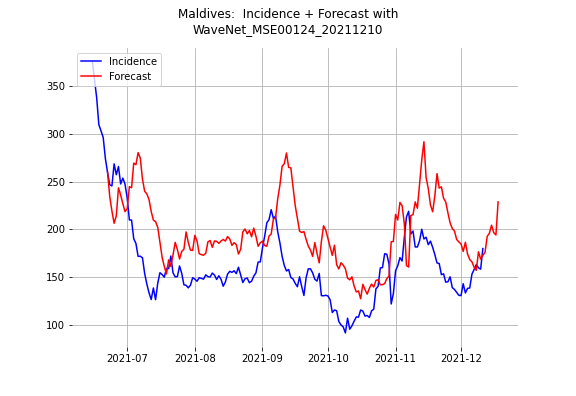 Maldives:  Incidence + Forecast with
WaveNet_MSE00124_20211210
Incidence
Forecast
350
300
250
200
150
100
2021-07 2021-08 2021-09 2021-10 2021-11 2021-12